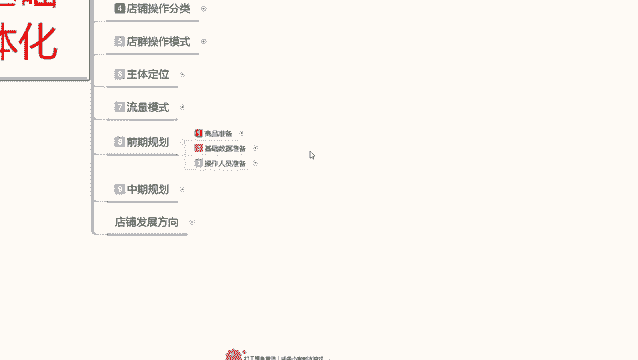 体化
4 店铺操作分类
5 店群操作模式
6 主体定位
7 流量模式
8 前期规划
1 商品准备
2 基础数据准备
3 操作人员准备
9 中期规划
店铺发展方向